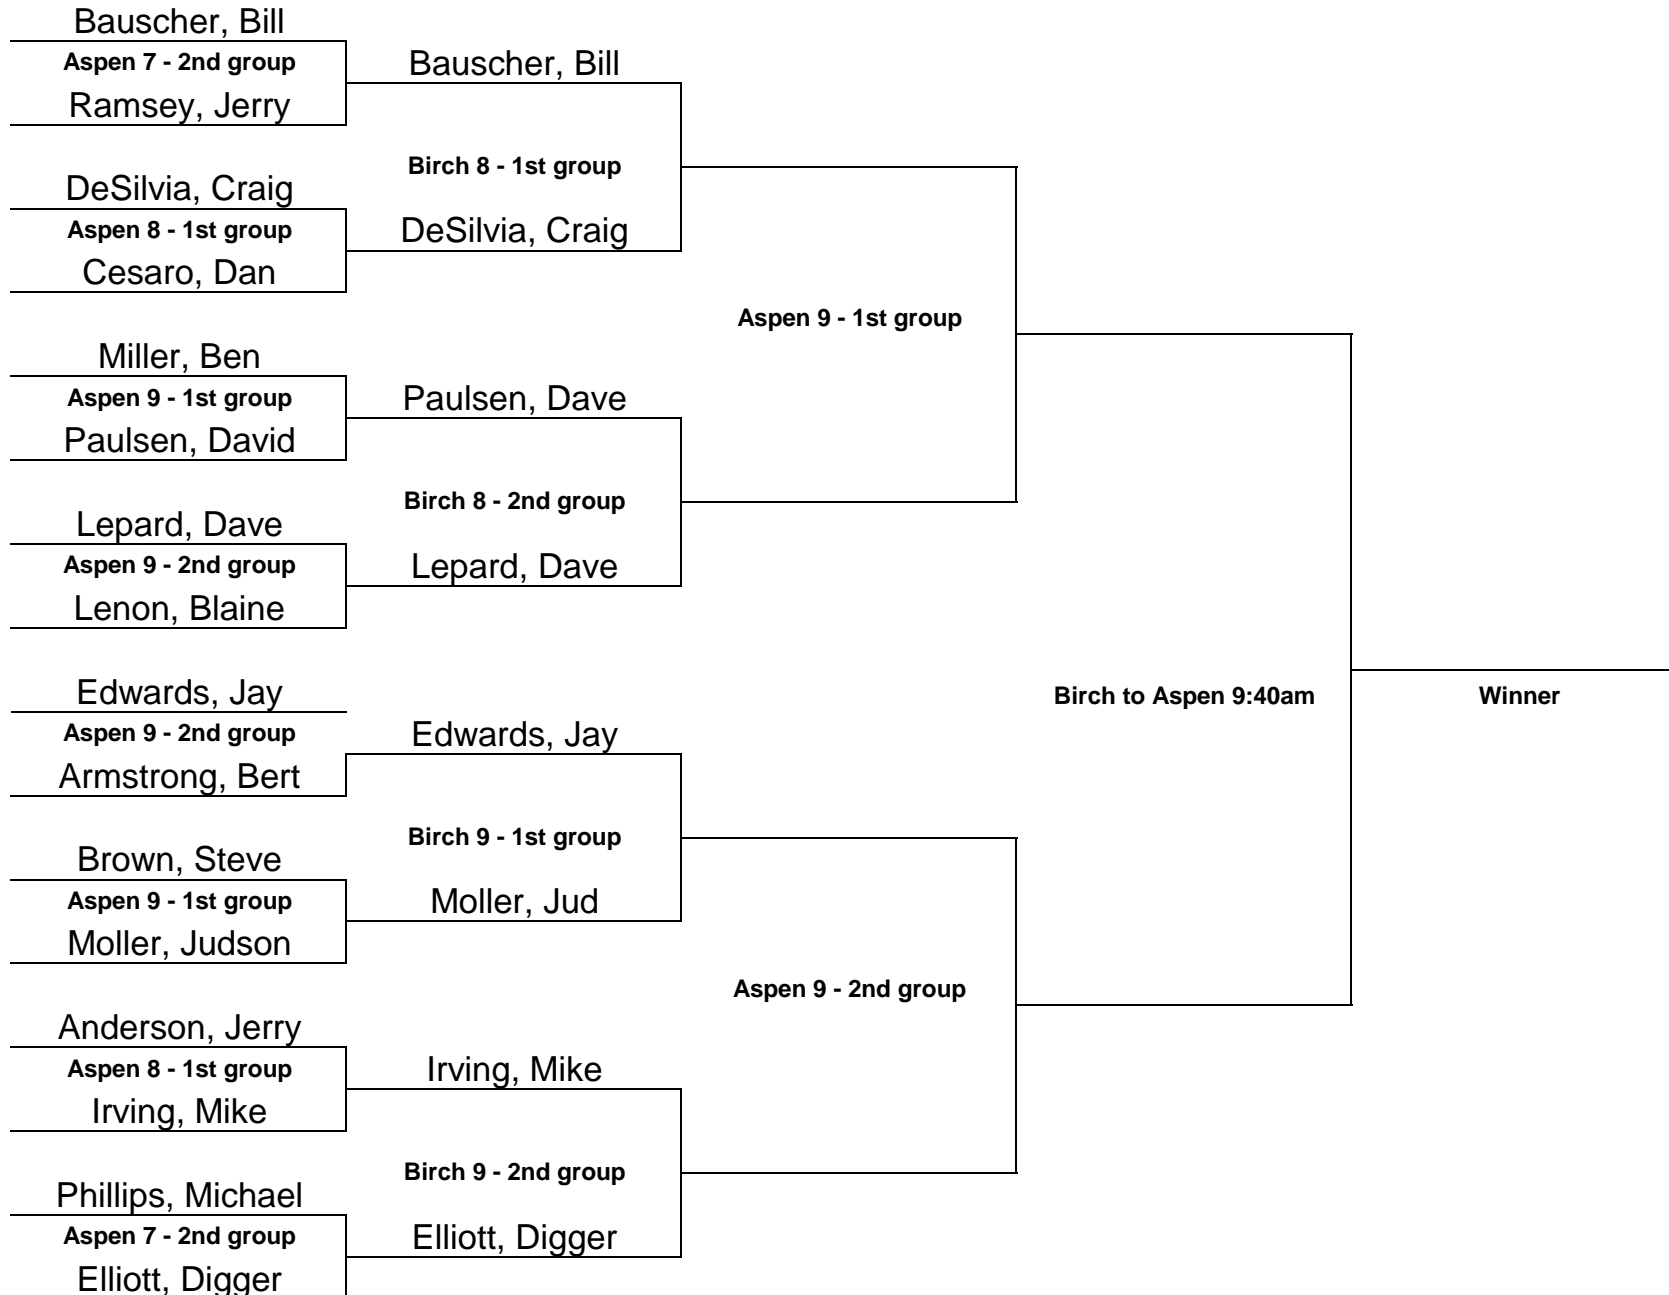 Bauscher, Bill
Aspen 7 - 2nd group
Ramsey, Jerry
DeSilvia, Craig
Aspen 8 - 1st group
Cesaro, Dan
Miller, Ben
Aspen 9 - 1st group
Paulsen, David
Lepard, Dave
Aspen 9 - 2nd group
Lenon, Blaine
Edwards, Jay
Aspen 9 - 2nd group
Armstrong, Bert
Brown, Steve
Aspen 9 - 1st group
Moller, Judson
Anderson, Jerry
Aspen 8 - 1st group
Irving, Mike
Phillips, Michael
Aspen 7 - 2nd group
Elliott, Digger
Bauscher, Bill
Birch 8 - 1st group
DeSilvia, Craig
Paulsen, Dave
Birch 8 - 2nd group
Lepard, Dave
Edwards, Jay
Birch 9 - 1st group
Moller, Jud
Irving, Mike
Birch 9 - 2nd group
Elliott, Digger
Aspen 9 - 1st group
Aspen 9 - 2nd group
Birch to Aspen 9:40am
Winner